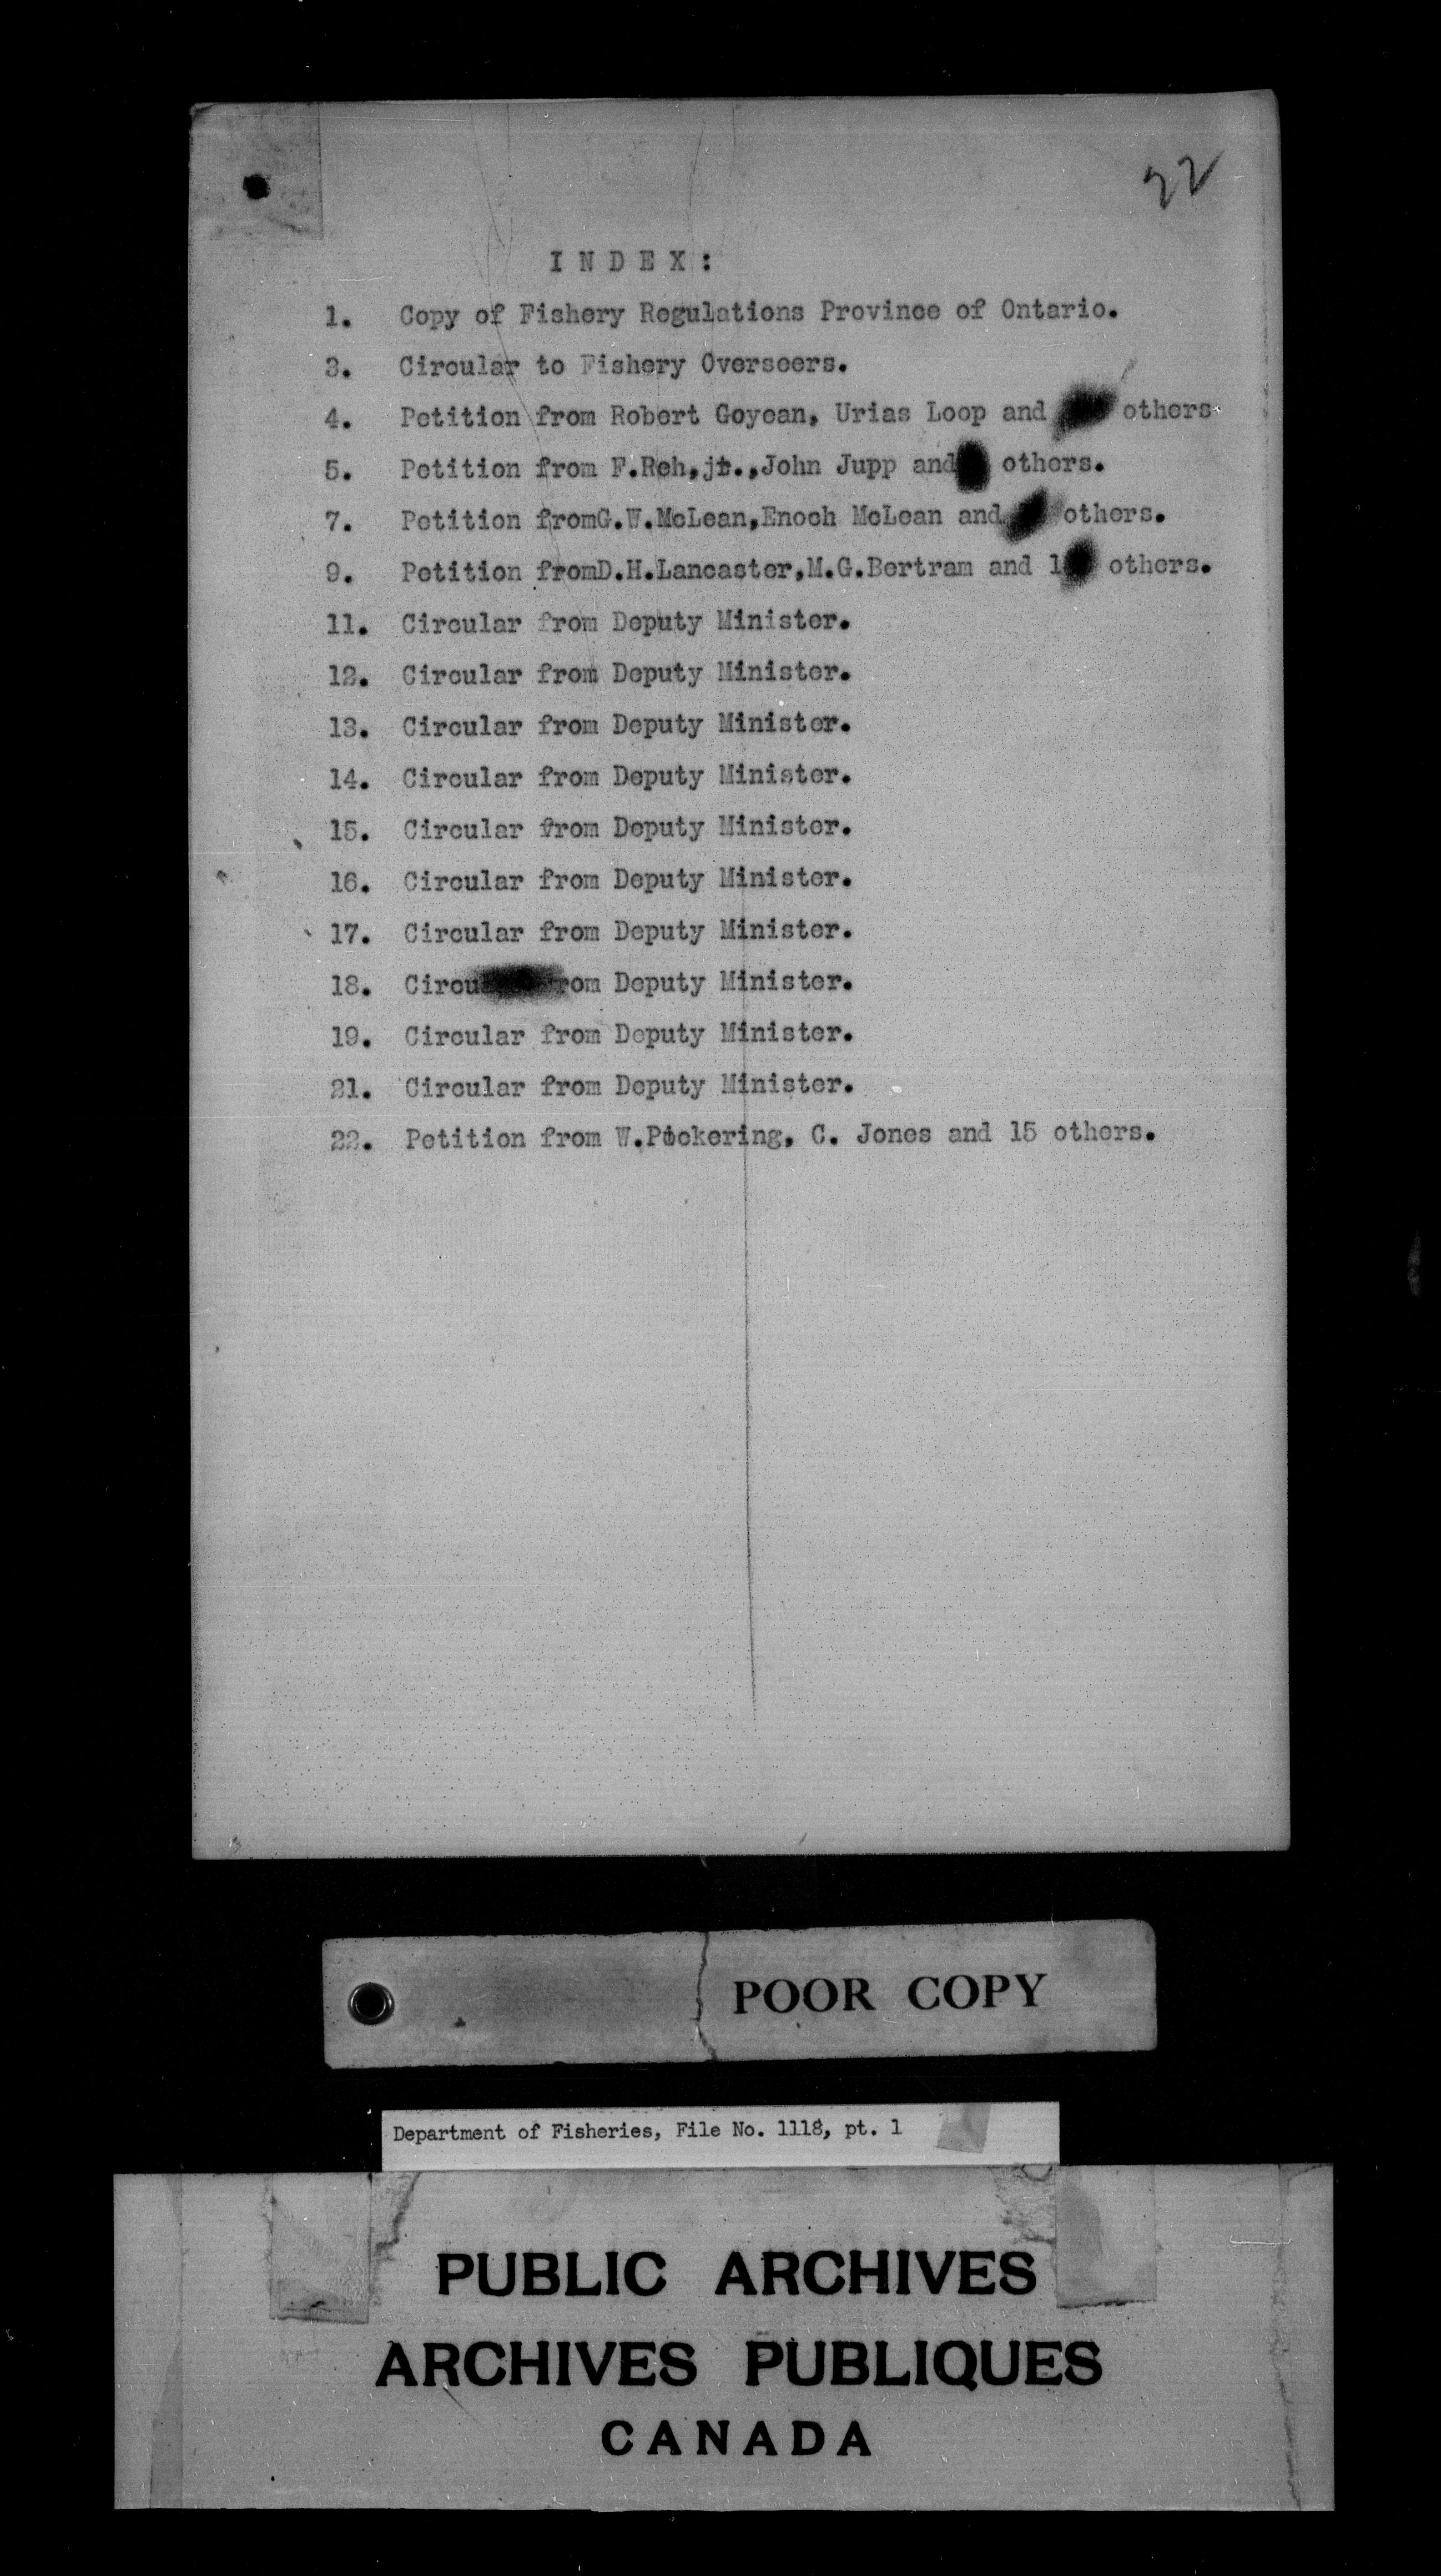 22
INDEX:
1. Copy of Fishery Regulations Province of Ontario.
3. Circular to Fishery Overseers.
4. Petition from Robert Goyean, Urias Loop and others.
5. Petition from F.Reh,jr.,John Jupp and others.
7. Petition fromG.W.McLean,Enoch McLean and others.
9. Petition fromD.H.Lancaster,M.G.Bertram and others.
11. Circular from Deputy Minister.
12. Circular from Deputy Minister.
13. Circular from Deputy Minister.
14. Circular from Deputy Minister.
15. Circular from Deputy Minister.
16. Circular from Deputy Minister.
17. Circular from Deputy Minister.
18. Deputy Minister.
19. Circular from Deputy Minister.
21. Circular from Deputy Minister.
22. Petition from W.Pickering, C. Jones and 15 others.
POOR COPY
Department of Fisheries, File No. 1118, pt. 1
PUBLIC ARCHIVES
ARCHIVES PUBLIQUES
CANADA